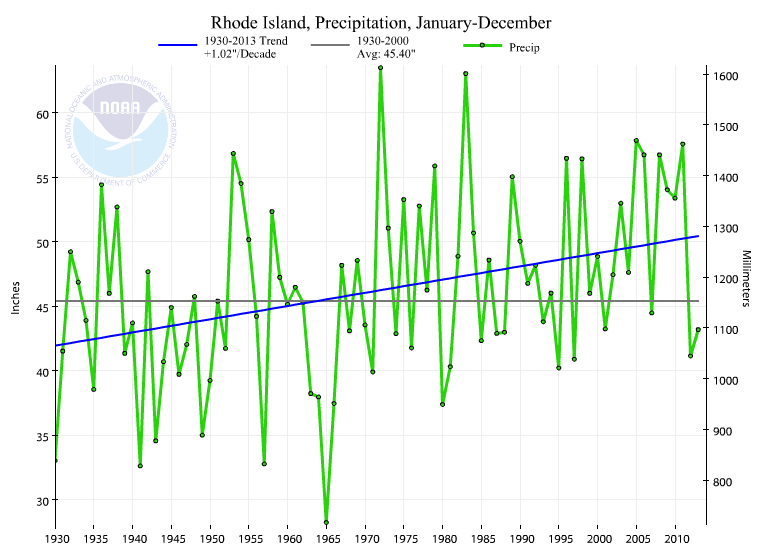 Rhode Island, Precipitation, January-December
1930-2013 Trend
+1.02"/Decade
1930-2000
Avg: 45.40"
Precip
NATIONAL OCEANIC AND ATMOSPHERIC ADMINISTRATION
NOAA
U.S. DEPARTMENT OF COMMERCE
Inches
60
55
50
45
40
35
30
Millimeters
1600
1500
1400
1300
1200
1100
1000
900
800
1930 1935 1940 1945 1950 1955 1960 1965 1970 1975 1980 1985 1990 1995 2000 2005 2010